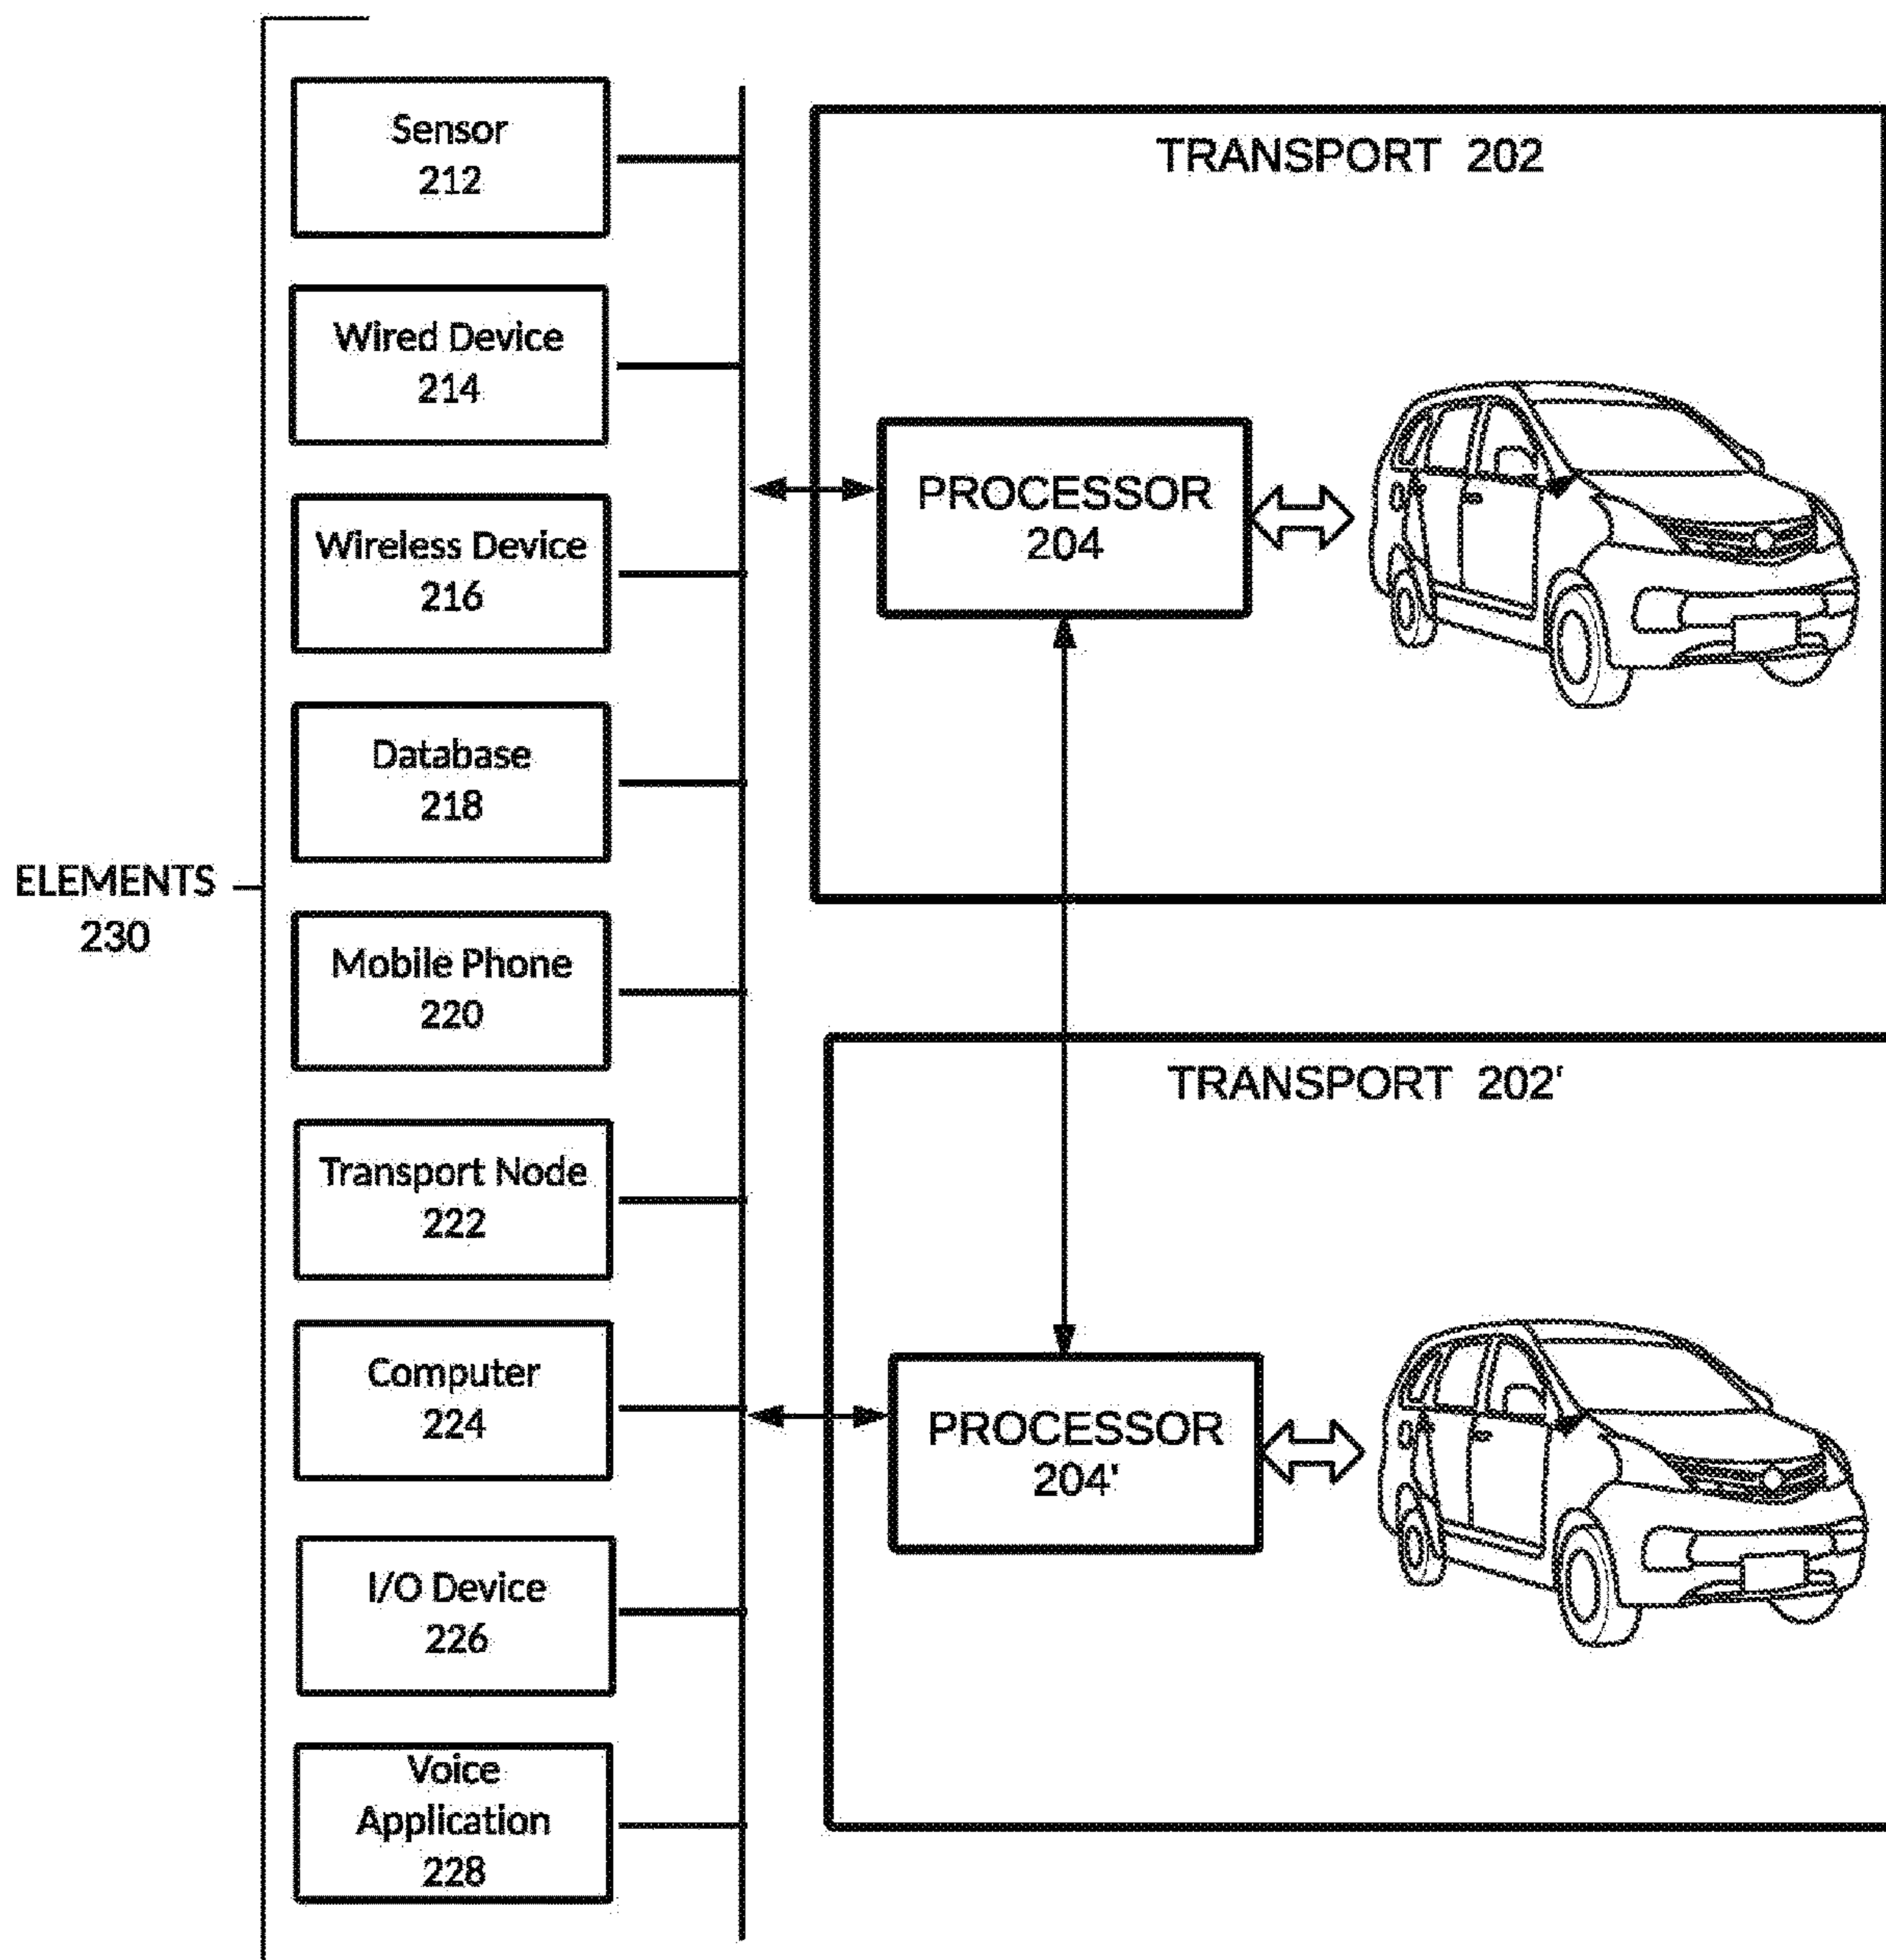 ELEMENTS
230
Sensor
212
Wired Device
214
Wireless Device
216
Database
218
Mobile Phone
220
Transport Node
222
Computer
224
I/O Device
226
Voice
Application
228
TRANSPORT 202
PROCESSOR
204
TRANSPORT 202'
PROCESSOR
204'